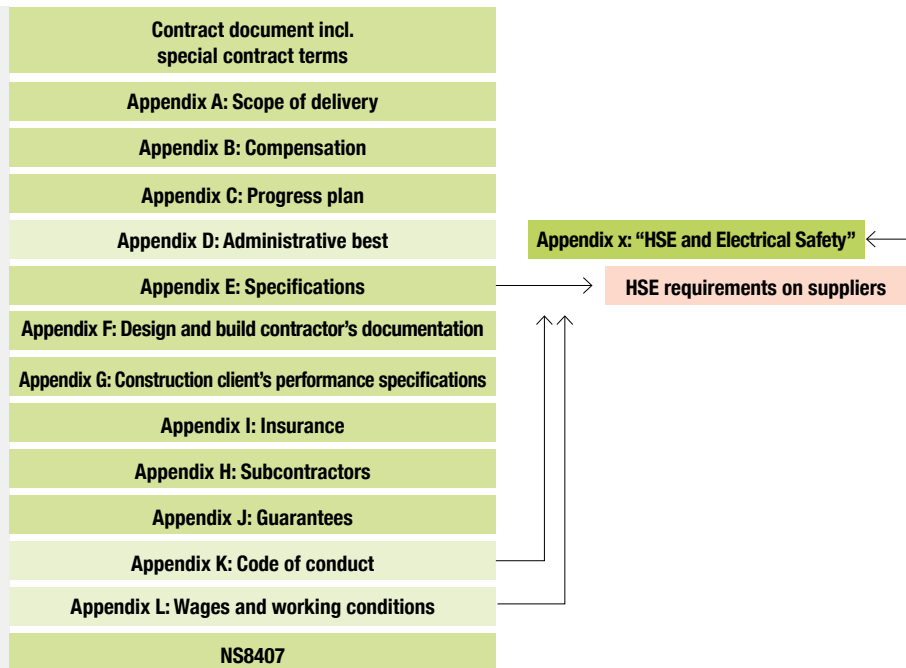 Contract document incl.
special contract terms
Appendix A: Scope of delivery
Appendix B: Compensation
Appendix C: Progress plan
Appendix D: Administrative best
Appendix E: Specifications
Appendix F: Design and build contractor's documentation
Appendix G: Construction client's performance specifications
Appendix I: Insurance
Appendix H: Subcontractors
Appendix J: Guarantees
Appendix K: Code of conduct
Appendix L: Wages and working conditions
NS8407
Appendix x: “HSE and Electrical Safety”
HSE requirements on suppliers